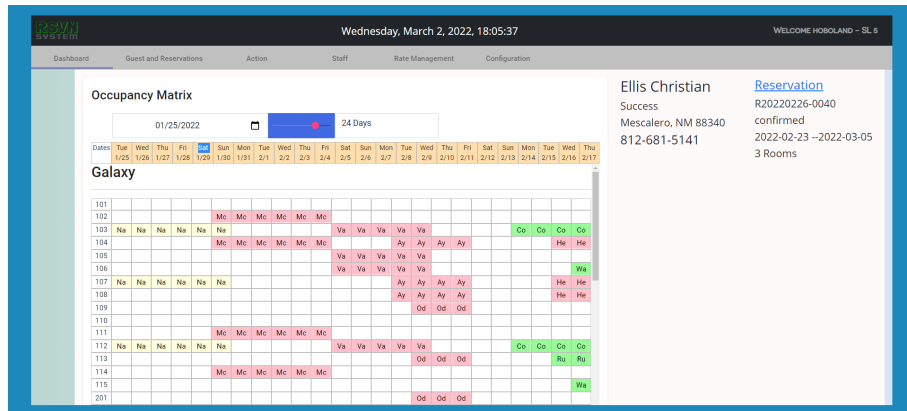 RSVN
SYSTEM
Wednesday, March 2, 2022, 18:05:37
WELCOME HOBOLAND - SL 5
Dashboard Guest and Reservations Action Staff Rate Management Configuration
Occupancy Matrix
01/25/2022 24 Days
Dates Tue Wed Thu Fri Sat Sun Mon Tue Wed Thu Fri Sat Sun Mon Tue Wed Thu Fri Sat Sun Mon Tue Wed Thu
1/25 1/26 1/27 1/28 1/29 1/30 1/31 2/1 2/2 2/3 2/4 2/5 2/6 2/7 2/8 2/9 2/10 2/11 2/12 2/13 2/14 2/15 2/16 2/17
Galaxy
101
102 Mc Mc Mc Mc Mc Mc
103 Na Na Na Na Na Na Va Va Va Va Va Co Co Co Co
104 Mc Mc Mc Mc Mc Mc Ay Ay Ay Ay He He
105 Va Va Va Va Va
106 Va Va Va Va Va Wa
107 Na Na Na Na Na Na Ay Ay Ay Ay He He
108 Ay Ay Ay Ay He He
109 Od Od Od
110
111 Mc Mc Mc Mc Mc Mc
112 Na Na Na Na Na Na Va Va Va Va Va Co Co Co Co
113 Od Od Od Ru Ru
114 Mc Mc Mc Mc Mc Mc
115 Wa
201 Od Od Od
Ellis Christian
Success
Mescalero, NM 88340
812-681-5141
Reservation
R20220226-0040
confirmed
2022-02-23 --2022-03-05
3 Rooms